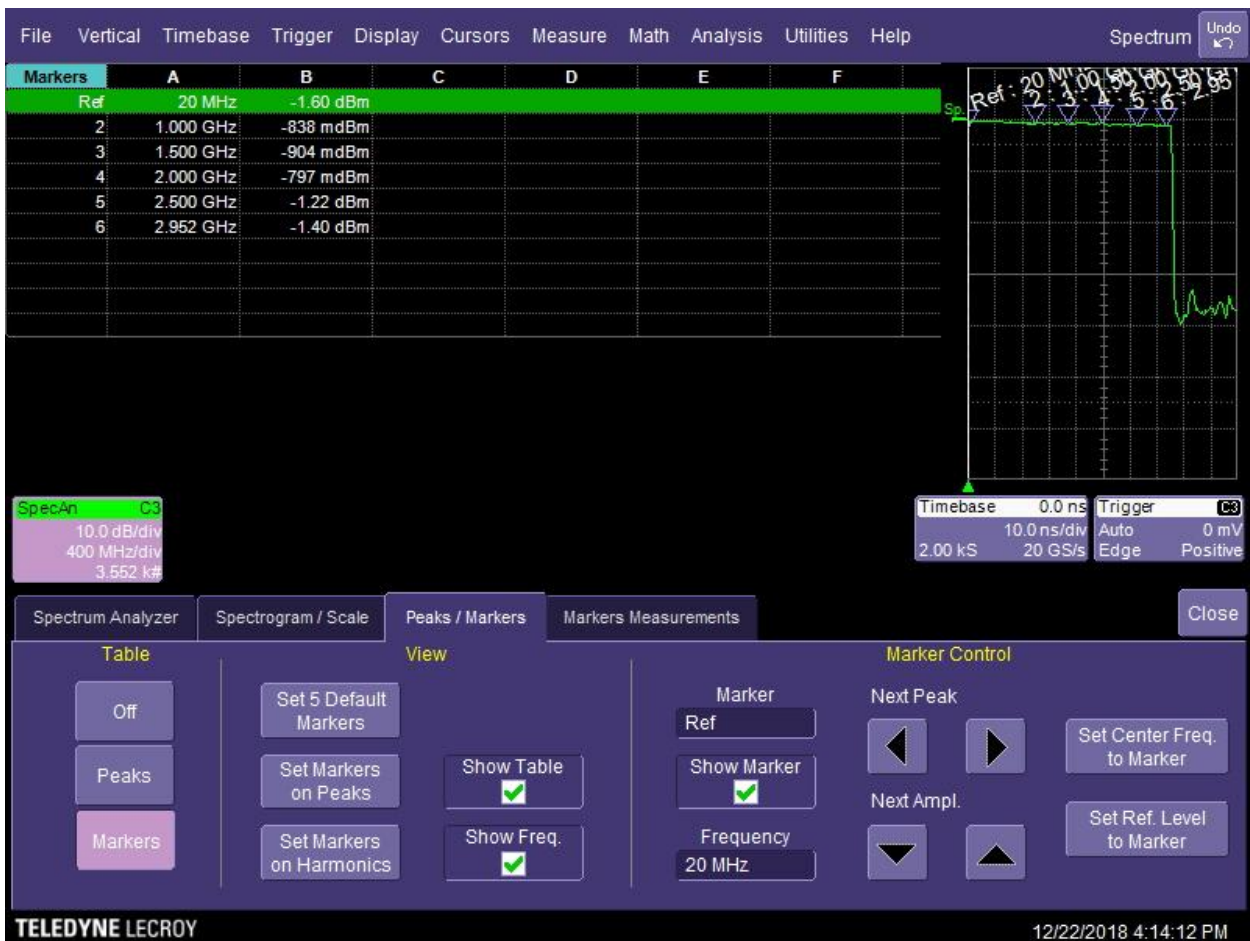 File Vertical Timebase Trigger Display Cursors Measure Math Analysis Utilities Help Spectrum Undo
Markers A B C D E F
Ref 20 MHz -1.60 dBm
2 1.000 GHz -838 mdBm
3 1.500 GHz -904 mdBm
4 2.000 GHz -797 mdBm
5 2.500 GHz -1.22 dBm
6 2.952 GHz -1.40 dBm
Sp. Ref : 20
SpecAn C3
10.0 dB/div
400 MHz/div
3.552 k#
Timebase 0.0 ns
10.0 ns/div
2.00 kS 20 GS/s
Trigger C3
Auto 0 mV
Edge Positive
Spectrum Analyzer Spectrogram / Scale Peaks / Markers Markers Measurements Close
Table
Off
Peaks
Markers
View
Set 5 Default
Markers
Set Markers
on Peaks
Set Markers
on Harmonics
Show Table
Show Freq.
Marker Control
Marker
Ref
Show Marker
Frequency
20 MHz
Next Peak
Next Ampl.
Set Center Freq.
to Marker
Set Ref. Level
to Marker
TELEDYNE LECROY
12/22/2018 4:14:12 PM